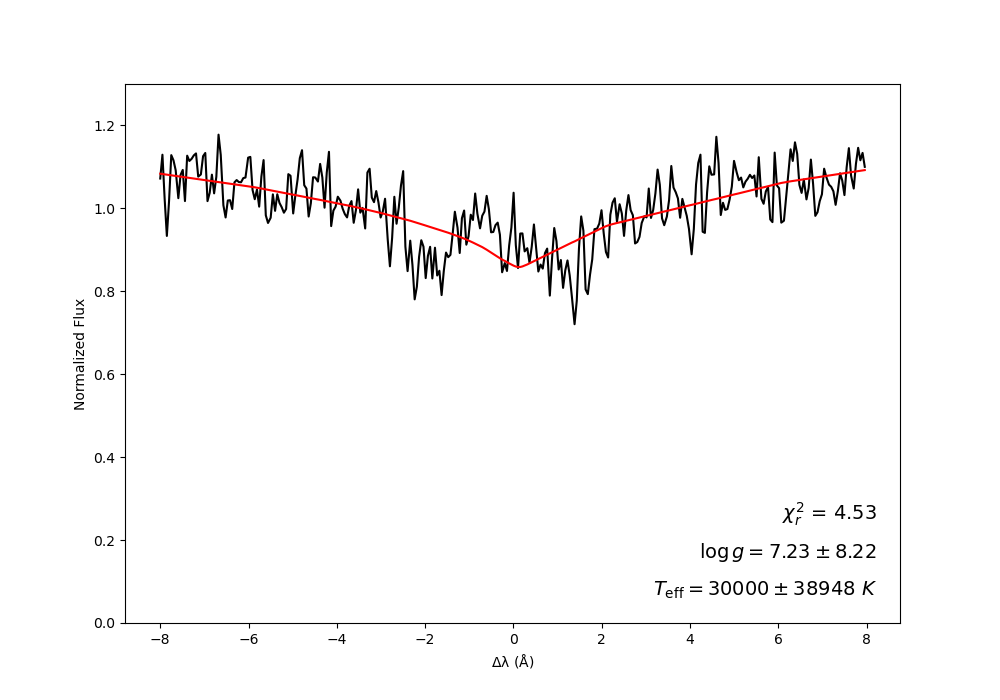 1.2
1.0
0.8
0.6
0.4
0.2
0.0
Normalized Flux
χ²ᵣ = 4.53
log g = 7.23 ± 8.22
T_eff = 30000 ± 38948 K
−8 −6 −4 −2 0 2 4 6 8
Δλ (Å)